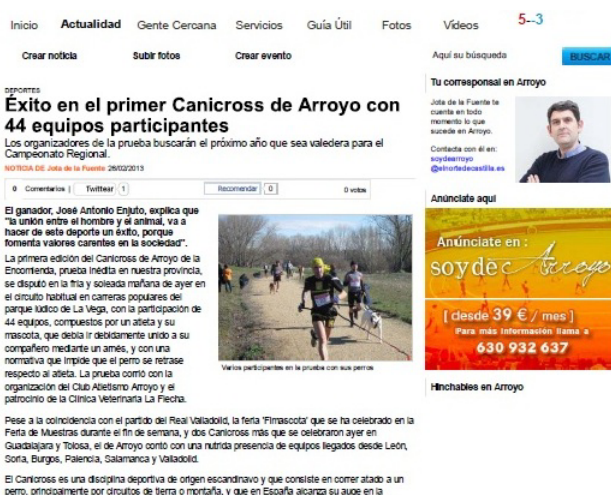 Inicio Actualidad Gente Cercana Servicios Guía Útil Fotos Vídeos 5--3
Crear noticia Subir fotos Crear evento
Aquí su búsqueda BUSCAR
DEPORTES
Éxito en el primer Canicross de Arroyo con
44 equipos participantes
Los organizadores de la prueba buscarán el próximo año que sea valedera para el
Campeonato Regional.
NOTICIA DE Jota de la Fuente 26/02/2013
0 Comentarios | Twittear 1 Recomendar 0 0 votos
El ganador, José Antonio Enjuto, explica que
"la unión entre el hombre y el animal, va a
hacer de este deporte un éxito, porque
fomenta valores carentes en la sociedad".
La primera edición del Canicross de Arroyo de la
Encomienda, prueba inédita en nuestra provincia,
se disputó en la fría y soleada mañana de ayer en
el circuito habitual en carreras populares del
parque lúdico de La Vega, con la participación de
44 equipos, compuestos por un atleta y su
mascota, que debía ir debidamente unido a su
compañero mediante un arnés, y con una
normativa que impide que el perro se retrase
respecto al atleta. La prueba corrió con la
organización del Club Atletismo Arroyo y el
patrocinio de la Clínica Veterinaria La Flecha.
Varios participantes en la prueba con sus perros
Pese a la coincidencia con el partido del Real Valladolid, la feria 'Fimascota' que se ha celebrado en la
Feria de Muestras durante el fin de semana, y dos Canicross más que se celebraron ayer en
Guadalajara y Tolosa, el de Arroyo contó con una nutrida presencia de equipos llegados desde León,
Soria, Burgos, Palencia, Salamanca y Valladolid.
El Canicross es una disciplina deportiva de origen escandinavo y que consiste en correr atado a un
perro, principalmente por circuitos de tierra o montaña, y que en España alcanza su auge en la
Tu corresponsal en Arroyo
Jota de la Fuente te
cuenta en todo
momento lo que
sucede en Arroyo.
Contacta con él en:
soydearroyo
@elnortedecastilla.es
Anúnciate aquí
Anúnciate en :
soydeArroyo
[ desde 39 € / mes ]
Para más información llama a
630 932 637
Hinchables en Arroyo